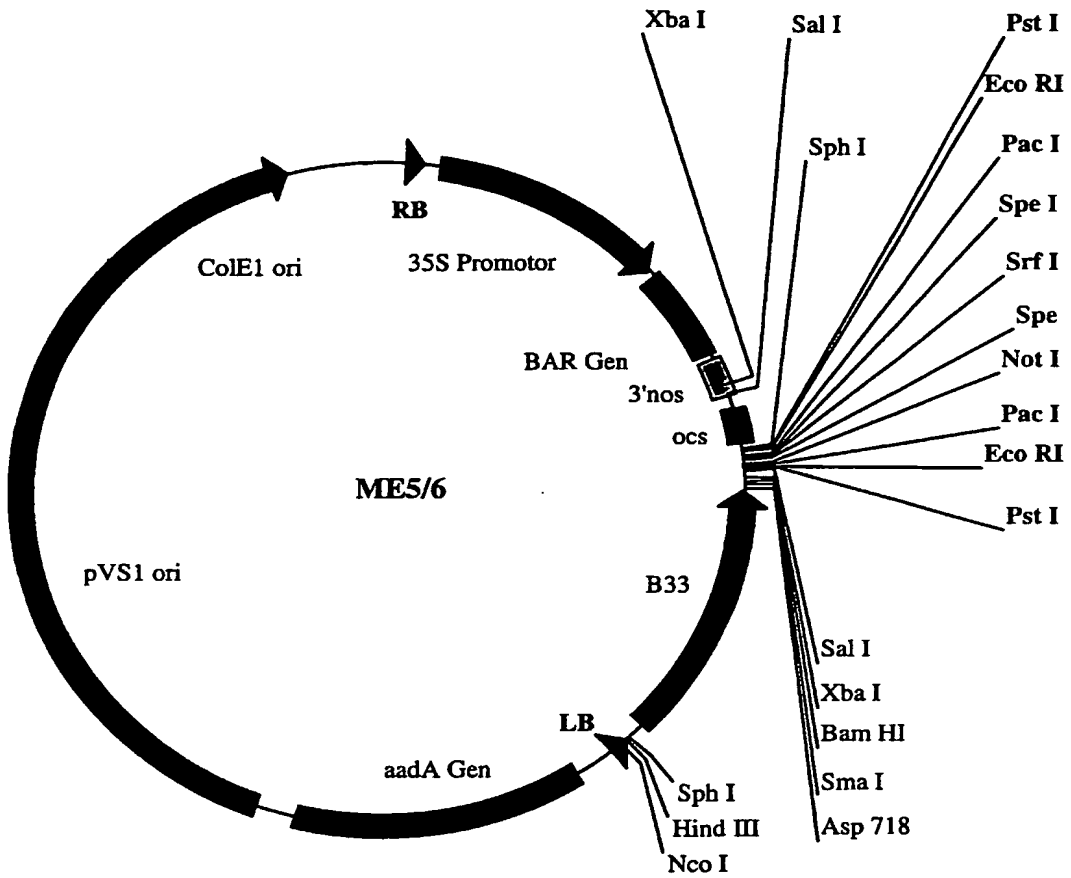 Xba I
Sal I
Pst I
Eco RI
Sph I
Pac I
Spe I
Srf I
Spe
Not I
Pac I
Eco RI
Pst I
RB
ColE1 ori
35S Promotor
BAR Gen
3'nos
ocs
ME5/6
pVS1 ori
B33
Sal I
Xba I
Bam HI
Sma I
Asp 718
LB
aadA Gen
Sph I
Hind III
Nco I